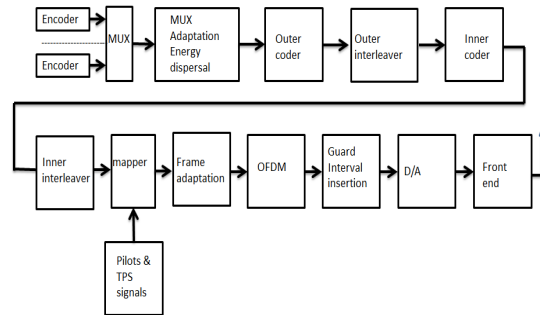 Encoder
Encoder
MUX
MUX
Adaptation
Energy
dispersal
Outer
coder
Outer
interleaver
Inner
coder
Inner
interleaver
mapper
Frame
adaptation
OFDM
Guard
Interval
insertion
D/A
Front
end
Pilots &
TPS
signals